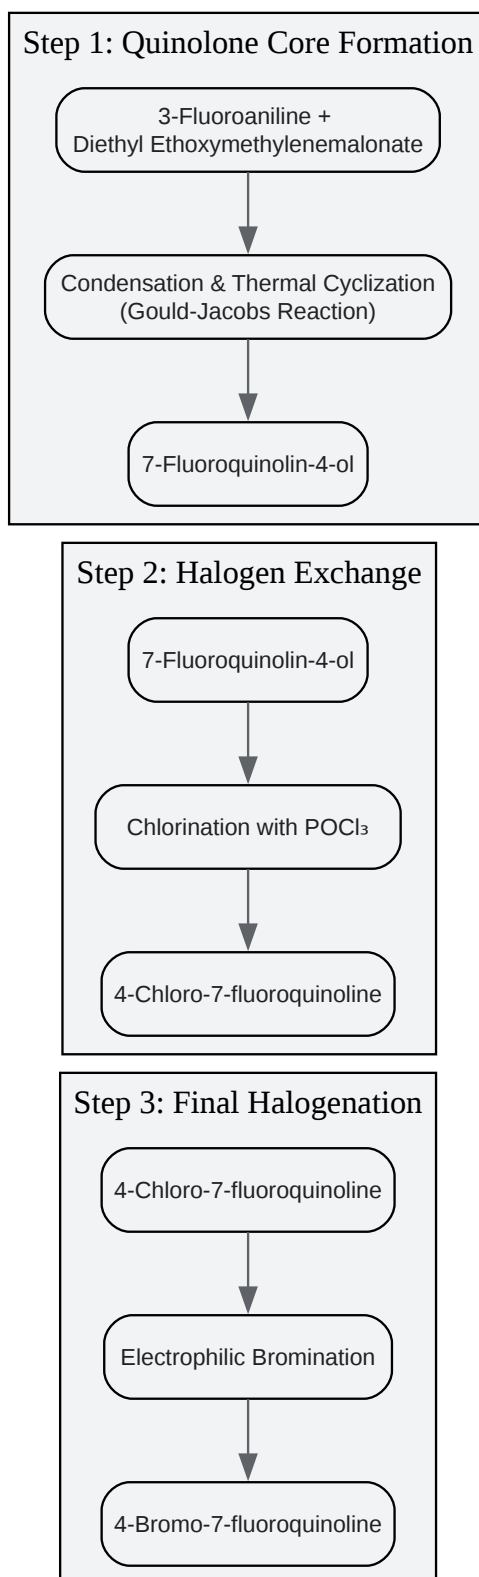 Step 1: Quinolone Core Formation
3-Fluoroaniline +
Diethyl Ethoxymethylenemalonate
Condensation & Thermal Cyclization
(Gould-Jacobs Reaction)
7-Fluoroquinolin-4-ol
Step 2: Halogen Exchange
7-Fluoroquinolin-4-ol
Chlorination with POCl₃
4-Chloro-7-fluoroquinoline
Step 3: Final Halogenation
4-Chloro-7-fluoroquinoline
Electrophilic Bromination
4-Bromo-7-fluoroquinoline